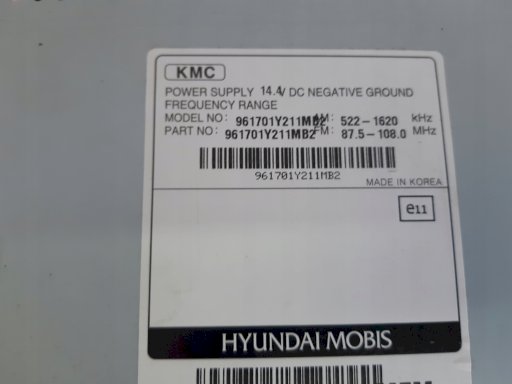 KMC
POWER SUPPLY 14.4V DC NEGATIVE GROUND
FREQUENCY RANGE
MODEL NO: 961701Y211MB2 AM: 522-1620 kHz
PART NO: 961701Y211MB2 FM: 87.5-108.0 MHz
961701Y211MB2
MADE IN KOREA
e11
HYUNDAI MOBIS